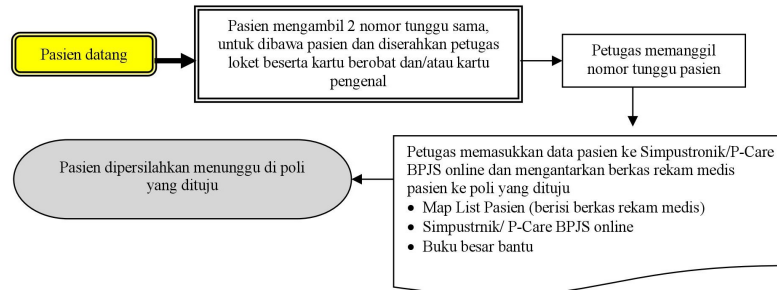 Pasien datang
Pasien mengambil 2 nomor tunggu sama,
untuk dibawa pasien dan diserahkan petugas
loket beserta kartu berobat dan/atau kartu
pengenal
Petugas memanggil
nomor tunggu pasien
Petugas memasukkan data pasien ke Simpustronik/P-Care
BPJS online dan mengantarkan berkas rekam medis
pasien ke poli yang dituju
• Map List Pasien (berisi berkas rekam medis)
• Simpustrnik/ P-Care BPJS online
• Buku besar bantu
Pasien dipersilahkan menunggu di poli
yang dituju